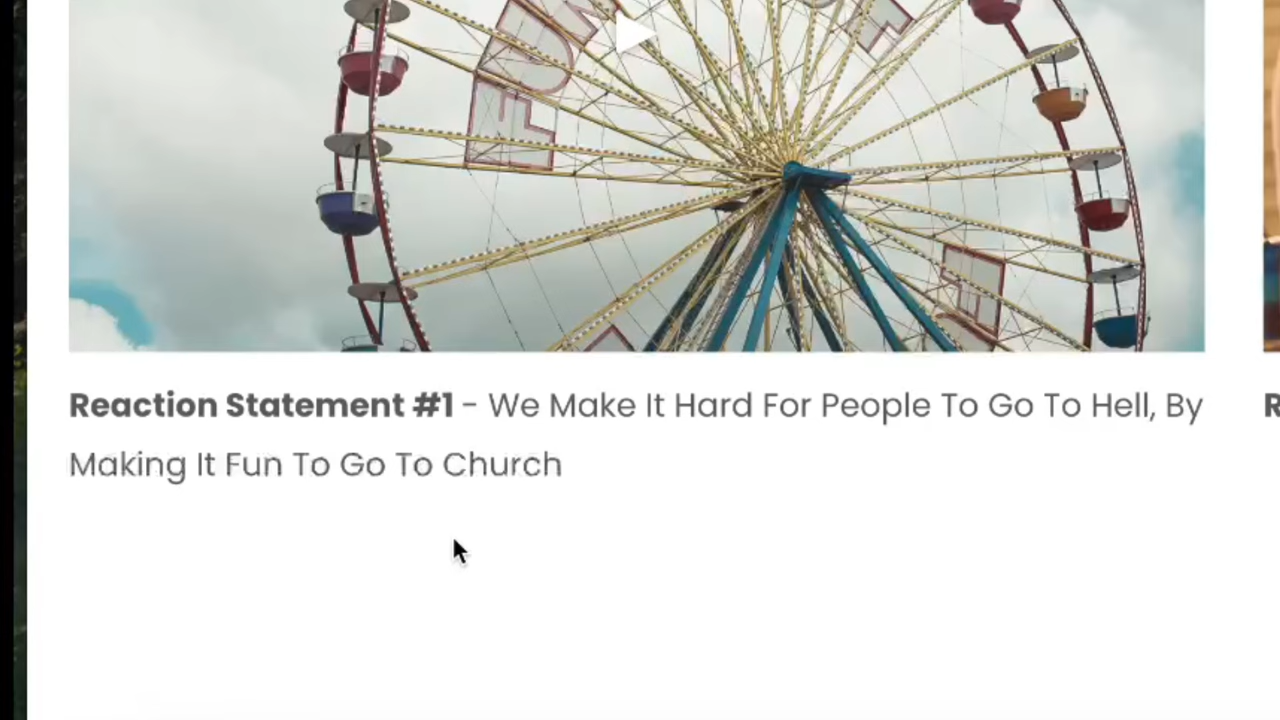 FUN
Reaction Statement #1 - We Make It Hard For People To Go To Hell, By
Making It Fun To Go To Church
R